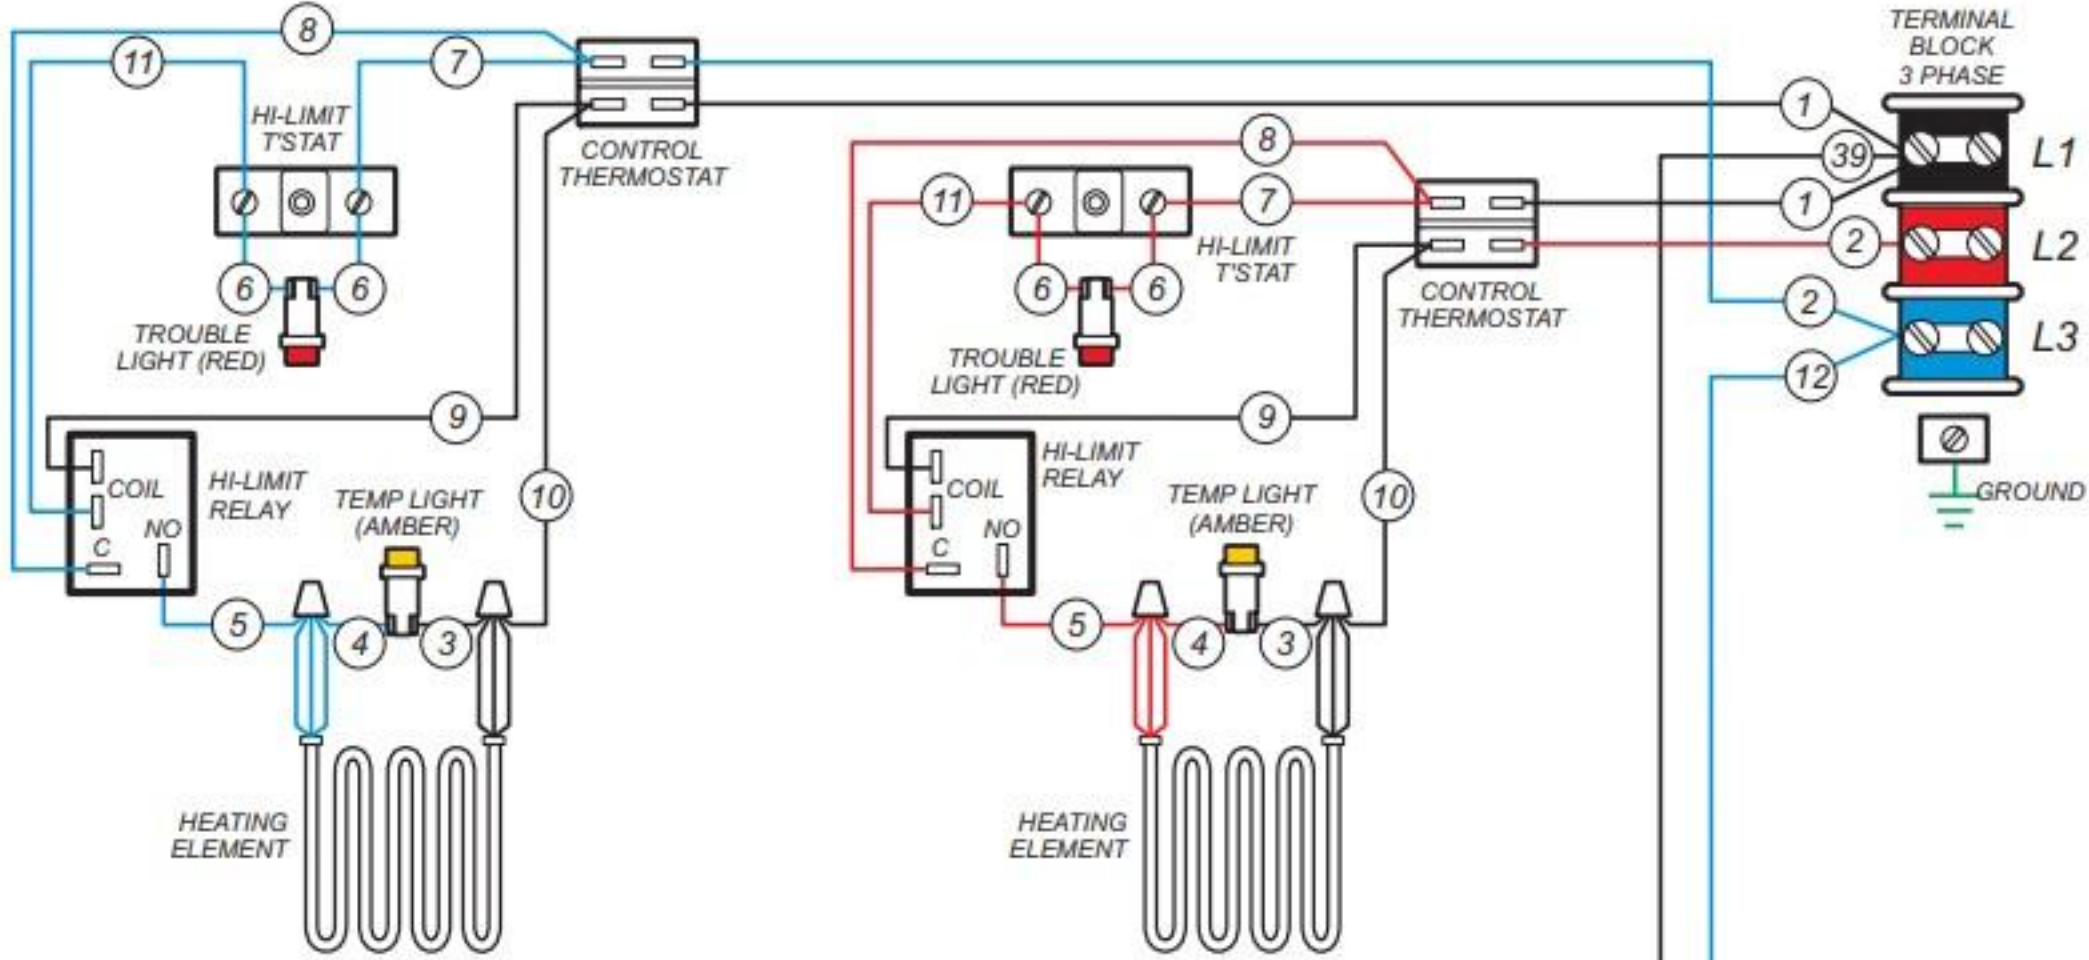 8
11
7
HI-LIMIT
T'STAT
CONTROL
THERMOSTAT
6
6
TROUBLE
LIGHT (RED)
9
COIL
NO
C
HI-LIMIT
RELAY
TEMP LIGHT
(AMBER)
10
5
4
3
HEATING
ELEMENT
8
11
7
HI-LIMIT
T'STAT
CONTROL
THERMOSTAT
6
6
TROUBLE
LIGHT (RED)
9
COIL
NO
C
HI-LIMIT
RELAY
TEMP LIGHT
(AMBER)
10
5
4
3
HEATING
ELEMENT
TERMINAL
BLOCK
3 PHASE
1
39
L1
1
2
L2
2
L3
12
GROUND